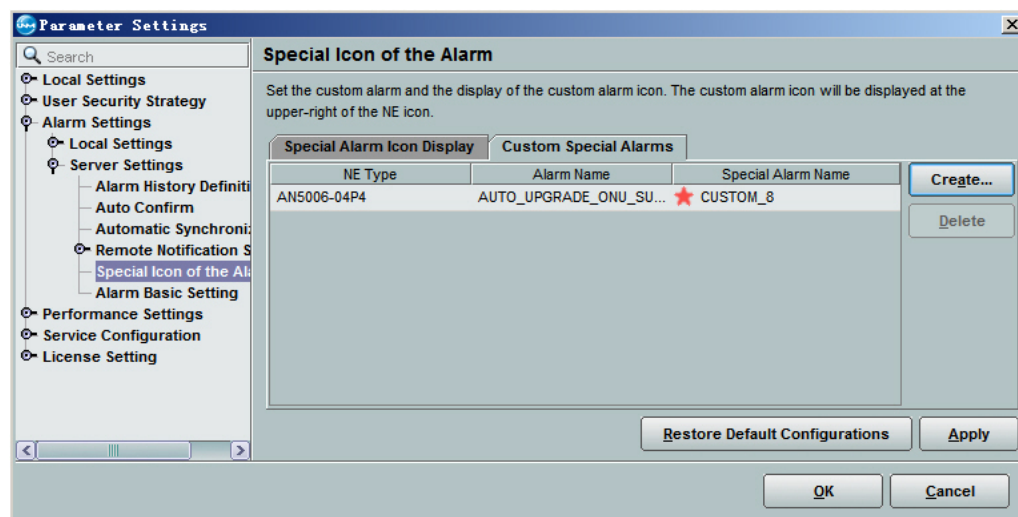 Parameter Settings
Search
Local Settings
User Security Strategy
Alarm Settings
Local Settings
Server Settings
Alarm History Definiti
Auto Confirm
Automatic Synchroni
Remote Notification S
Special Icon of the Al
Alarm Basic Setting
Performance Settings
Service Configuration
License Setting
Special Icon of the Alarm
Set the custom alarm and the display of the custom alarm icon. The custom alarm icon will be displayed at the
upper-right of the NE icon.
Special Alarm Icon Display Custom Special Alarms
NE Type Alarm Name Special Alarm Name
AN5006-04P4 AUTO_UPGRADE_ONU_SU... CUSTOM_8
Create...
Delete
Restore Default Configurations Apply
OK Cancel